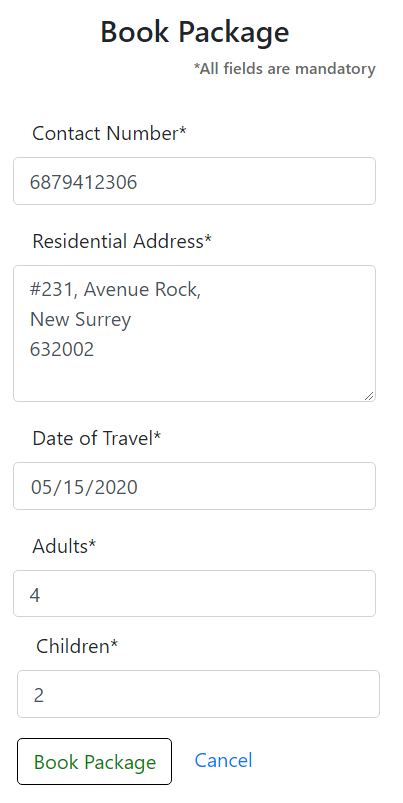 Book Package
*All fields are mandatory
Contact Number*
6879412306
Residential Address*
#231, Avenue Rock,
New Surrey
632002
Date of Travel*
05/15/2020
Adults*
4
Children*
2
Book Package Cancel